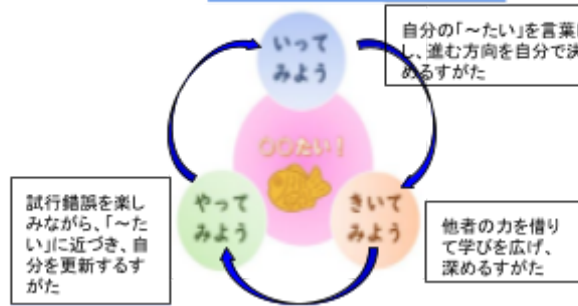 いって
みよう
自分の「～たい」を言葉に
し、進む方向を自分で決
めるすがた
〇〇たい！
やって
みよう
きいて
みよう
試行錯誤を楽し
みながら、「～た
い」に近づき、自
分を更新するす
がた
他者の力を借り
て学びを広げ、
深めるすがた